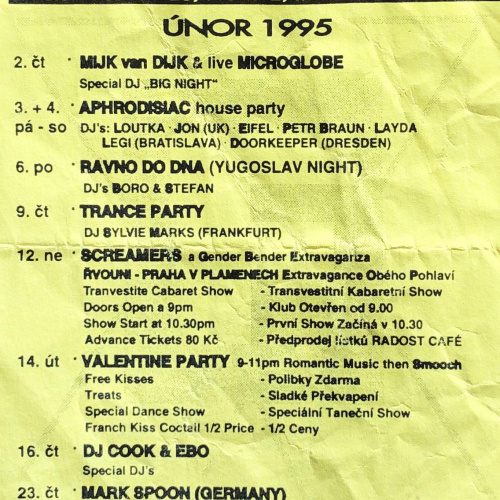 ÚNOR 1995
2. čt · MIJK van DIJK & live MICROGLOBE
Special DJ „BIG NIGHT“
3. + 4. · APHRODISIAC house party
pá - so DJ's: LOUTKA · JON (UK) · EIFEL · PETR BRAUN · LAYDA
LEGI (BRATISLAVA) · DOORKEEPER (DRESDEN)
6. po · RAVNO DO DNA (YUGOSLAV NIGHT)
DJ's BORO & STEFAN
9. čt · TRANCE PARTY
DJ SYLVIE MARKS (FRANKFURT)
12. ne · SCREAMERS a Gender Bender Extravagariza
ŘVOUNI - PRAHA V PLAMENECH Extravagance Obého Pohlaví
Tranvestite Cabaret Show - Transvestitní Kabaretní Show
Doors Open a 9pm - Klub Otevřen od 9.00
Show Start at 10.30pm - První Show Začíná v 10.30
Advance Tickets 80 Kč - Předprodej lístků RADOST CAFÉ
14. út · VALENTINE PARTY 9-11pm Romantic Music then Smooch
Free Kisses - Polibky Zdarma
Treats - Sladké Překvapení
Special Dance Show - Speciální Taneční Show
Franch Kiss Coctail 1/2 Price - 1/2 Ceny
16. čt · DJ COOK & EBO
Special DJ's
23. čt · MARK SPOON (GERMANY)